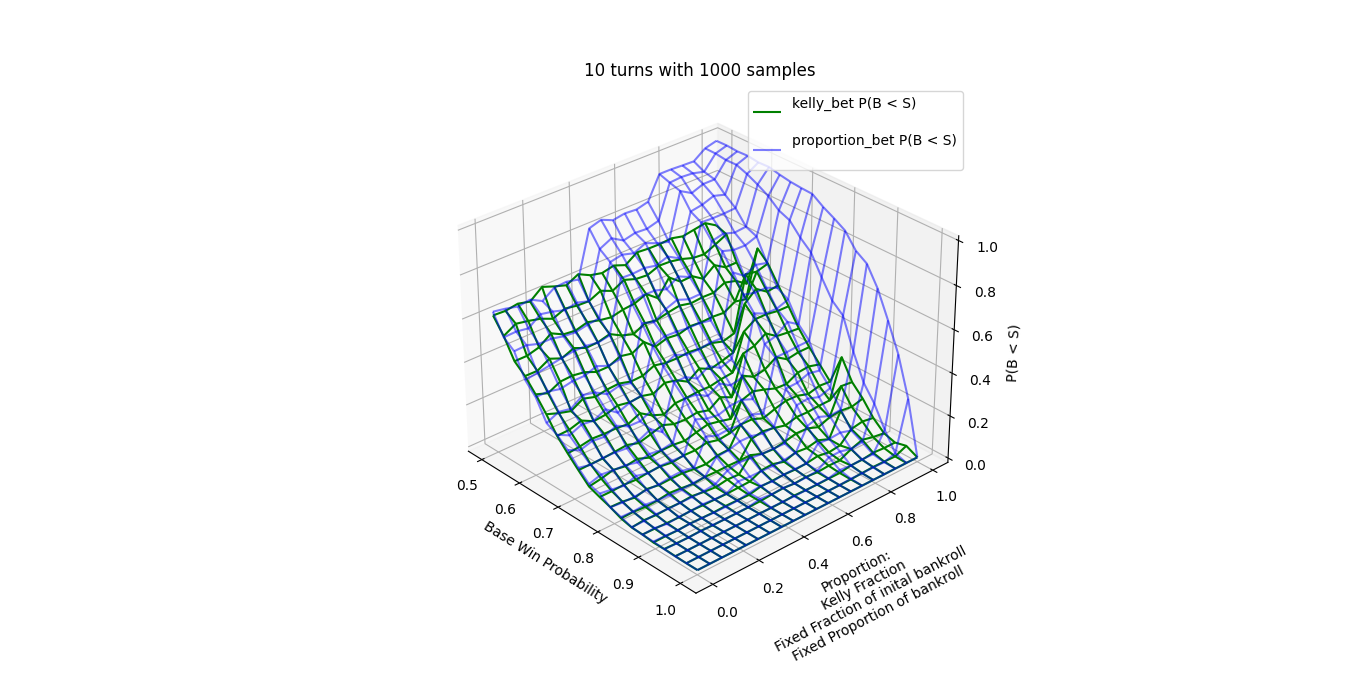 10 turns with 1000 samples
kelly_bet P(B < S)
proportion_bet P(B < S)
1.0
0.8
0.6
0.4
0.2
0.0
P(B < S)
0.5
0.6
0.7
0.8
0.9
1.0
Base Win Probability
0.0
0.2
0.4
0.6
0.8
1.0
Proportion:
Kelly Fraction
Fixed Fraction of inital bankroll
Fixed Proportion of bankroll